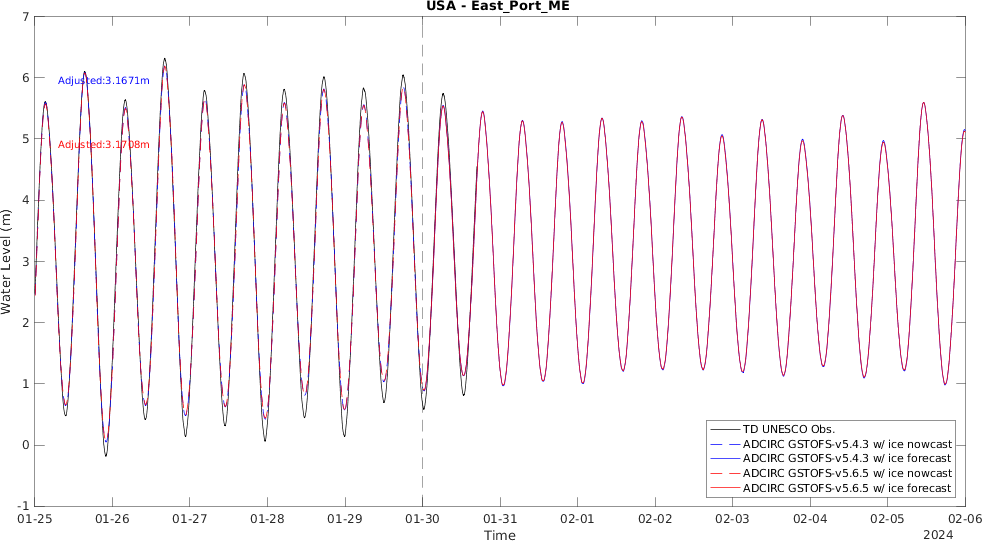 USA - East_Port_ME
Water Level (m)
7
6
5
4
3
2
1
0
-1
Adjusted:3.1671m
Adjusted:3.1708m
TD UNESCO Obs.
ADCIRC GSTOFS-v5.4.3 w/ ice nowcast
ADCIRC GSTOFS-v5.4.3 w/ ice forecast
ADCIRC GSTOFS-v5.6.5 w/ ice nowcast
ADCIRC GSTOFS-v5.6.5 w/ ice forecast
01-25 01-26 01-27 01-28 01-29 01-30 01-31 02-01 02-02 02-03 02-04 02-05 02-06
Time
2024